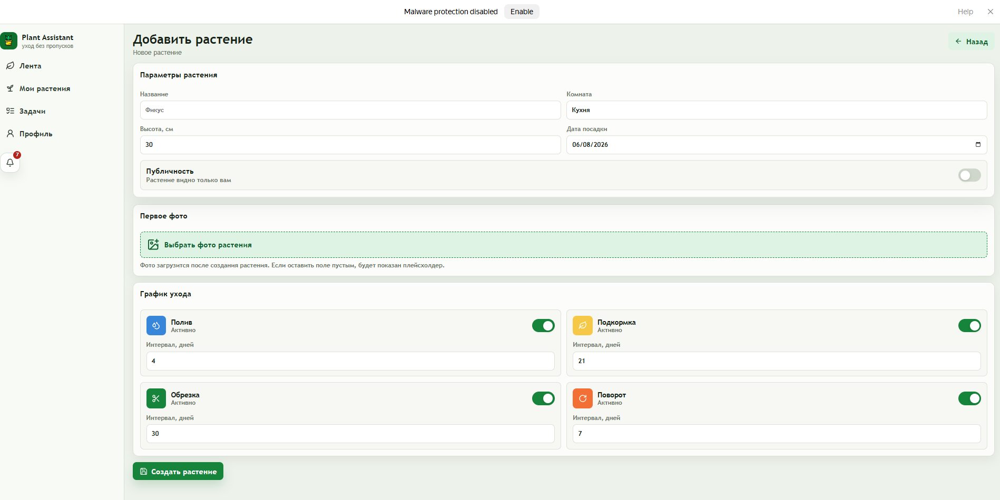 Malware protection disabled Enable Help
Plant Assistant
уход без пропусков
Лента
Мои растения
Задачи
Профиль
7
Добавить растение
Новое растение
Назад
Параметры растения
Название
Фикус
Комната
Кухня
Высота, см
30
Дата посадки
06/08/2026
Публичность
Растение видно только вам
Первое фото
Выбрать фото растения
Фото загрузится после создания растения. Если оставить поле пустым, будет показан плейсхолдер.
График ухода
Полив
Активно
Интервал, дней
4
Подкормка
Активно
Интервал, дней
21
Обрезка
Активно
Интервал, дней
30
Поворот
Активно
Интервал, дней
7
Создать растение